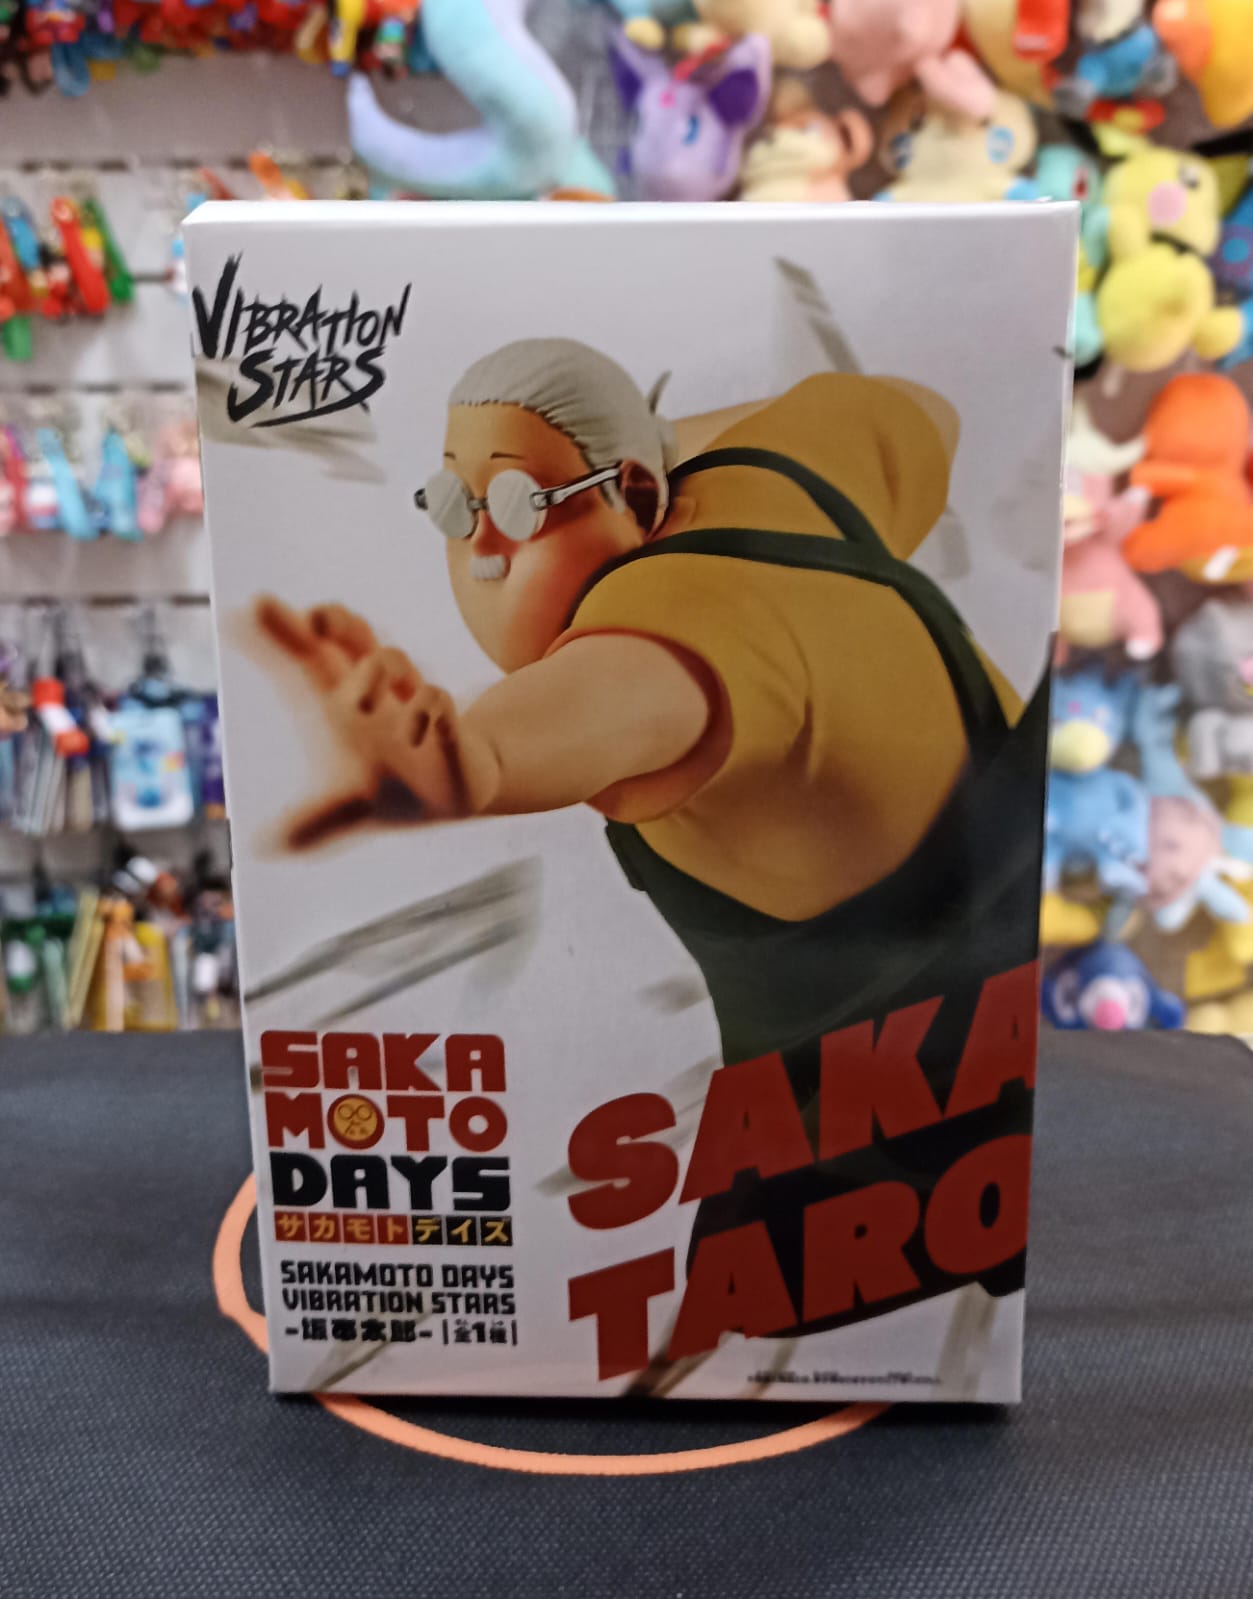 VIBRATION
STARS
SAKA
MOTO
DAYS
サカモトデイズ
SAKAMOTO DAYS
VIBRATION STARS
-坂本太郎- |全1種|
SAKA
TARO